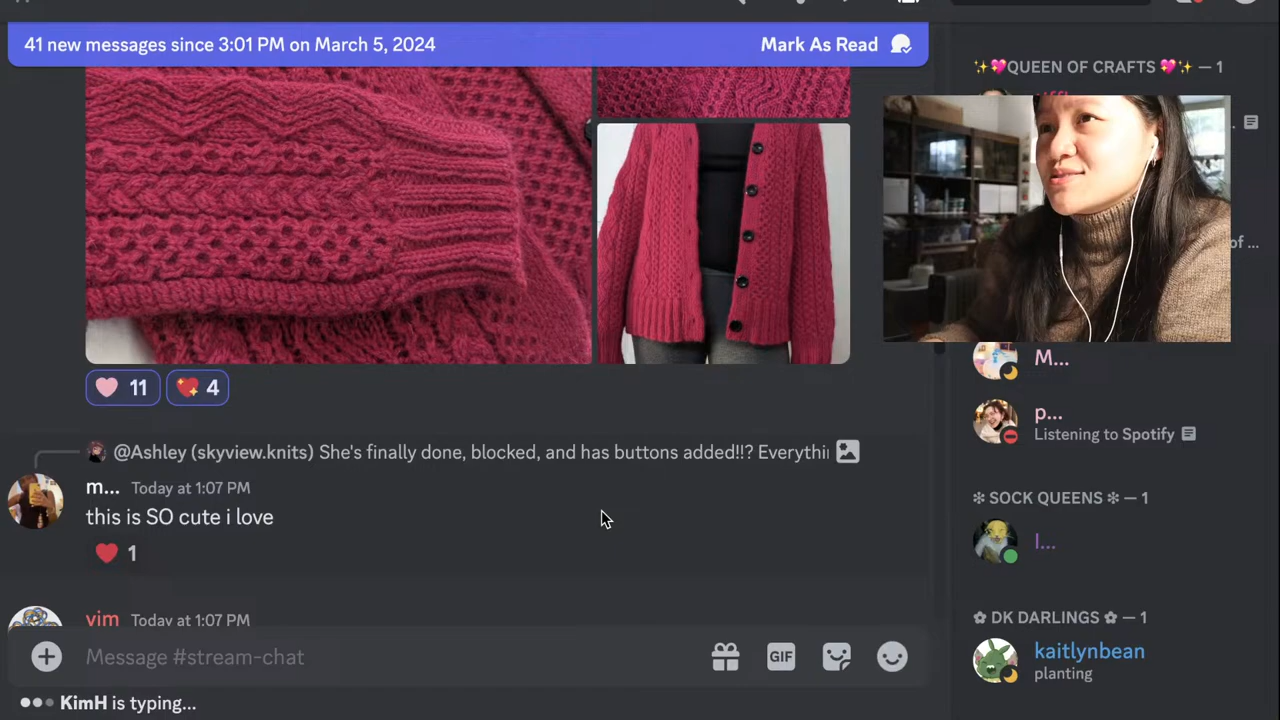 41 new messages since 3:01 PM on March 5, 2024
Mark As Read
✨💖QUEEN OF CRAFTS 💖✨ — 1
of ...
11
4
M...
p...
Listening to Spotify
@Ashley (skyview.knits) She's finally done, blocked, and has buttons added!!? Everythi
m... Today at 1:07 PM
this is SO cute i love
1
✻ SOCK QUEENS ✻ — 1
l...
vim Today at 1:07 PM
✿ DK DARLINGS ✿ — 1
kaitlynbean
planting
Message #stream-chat
GIF
KimH is typing...